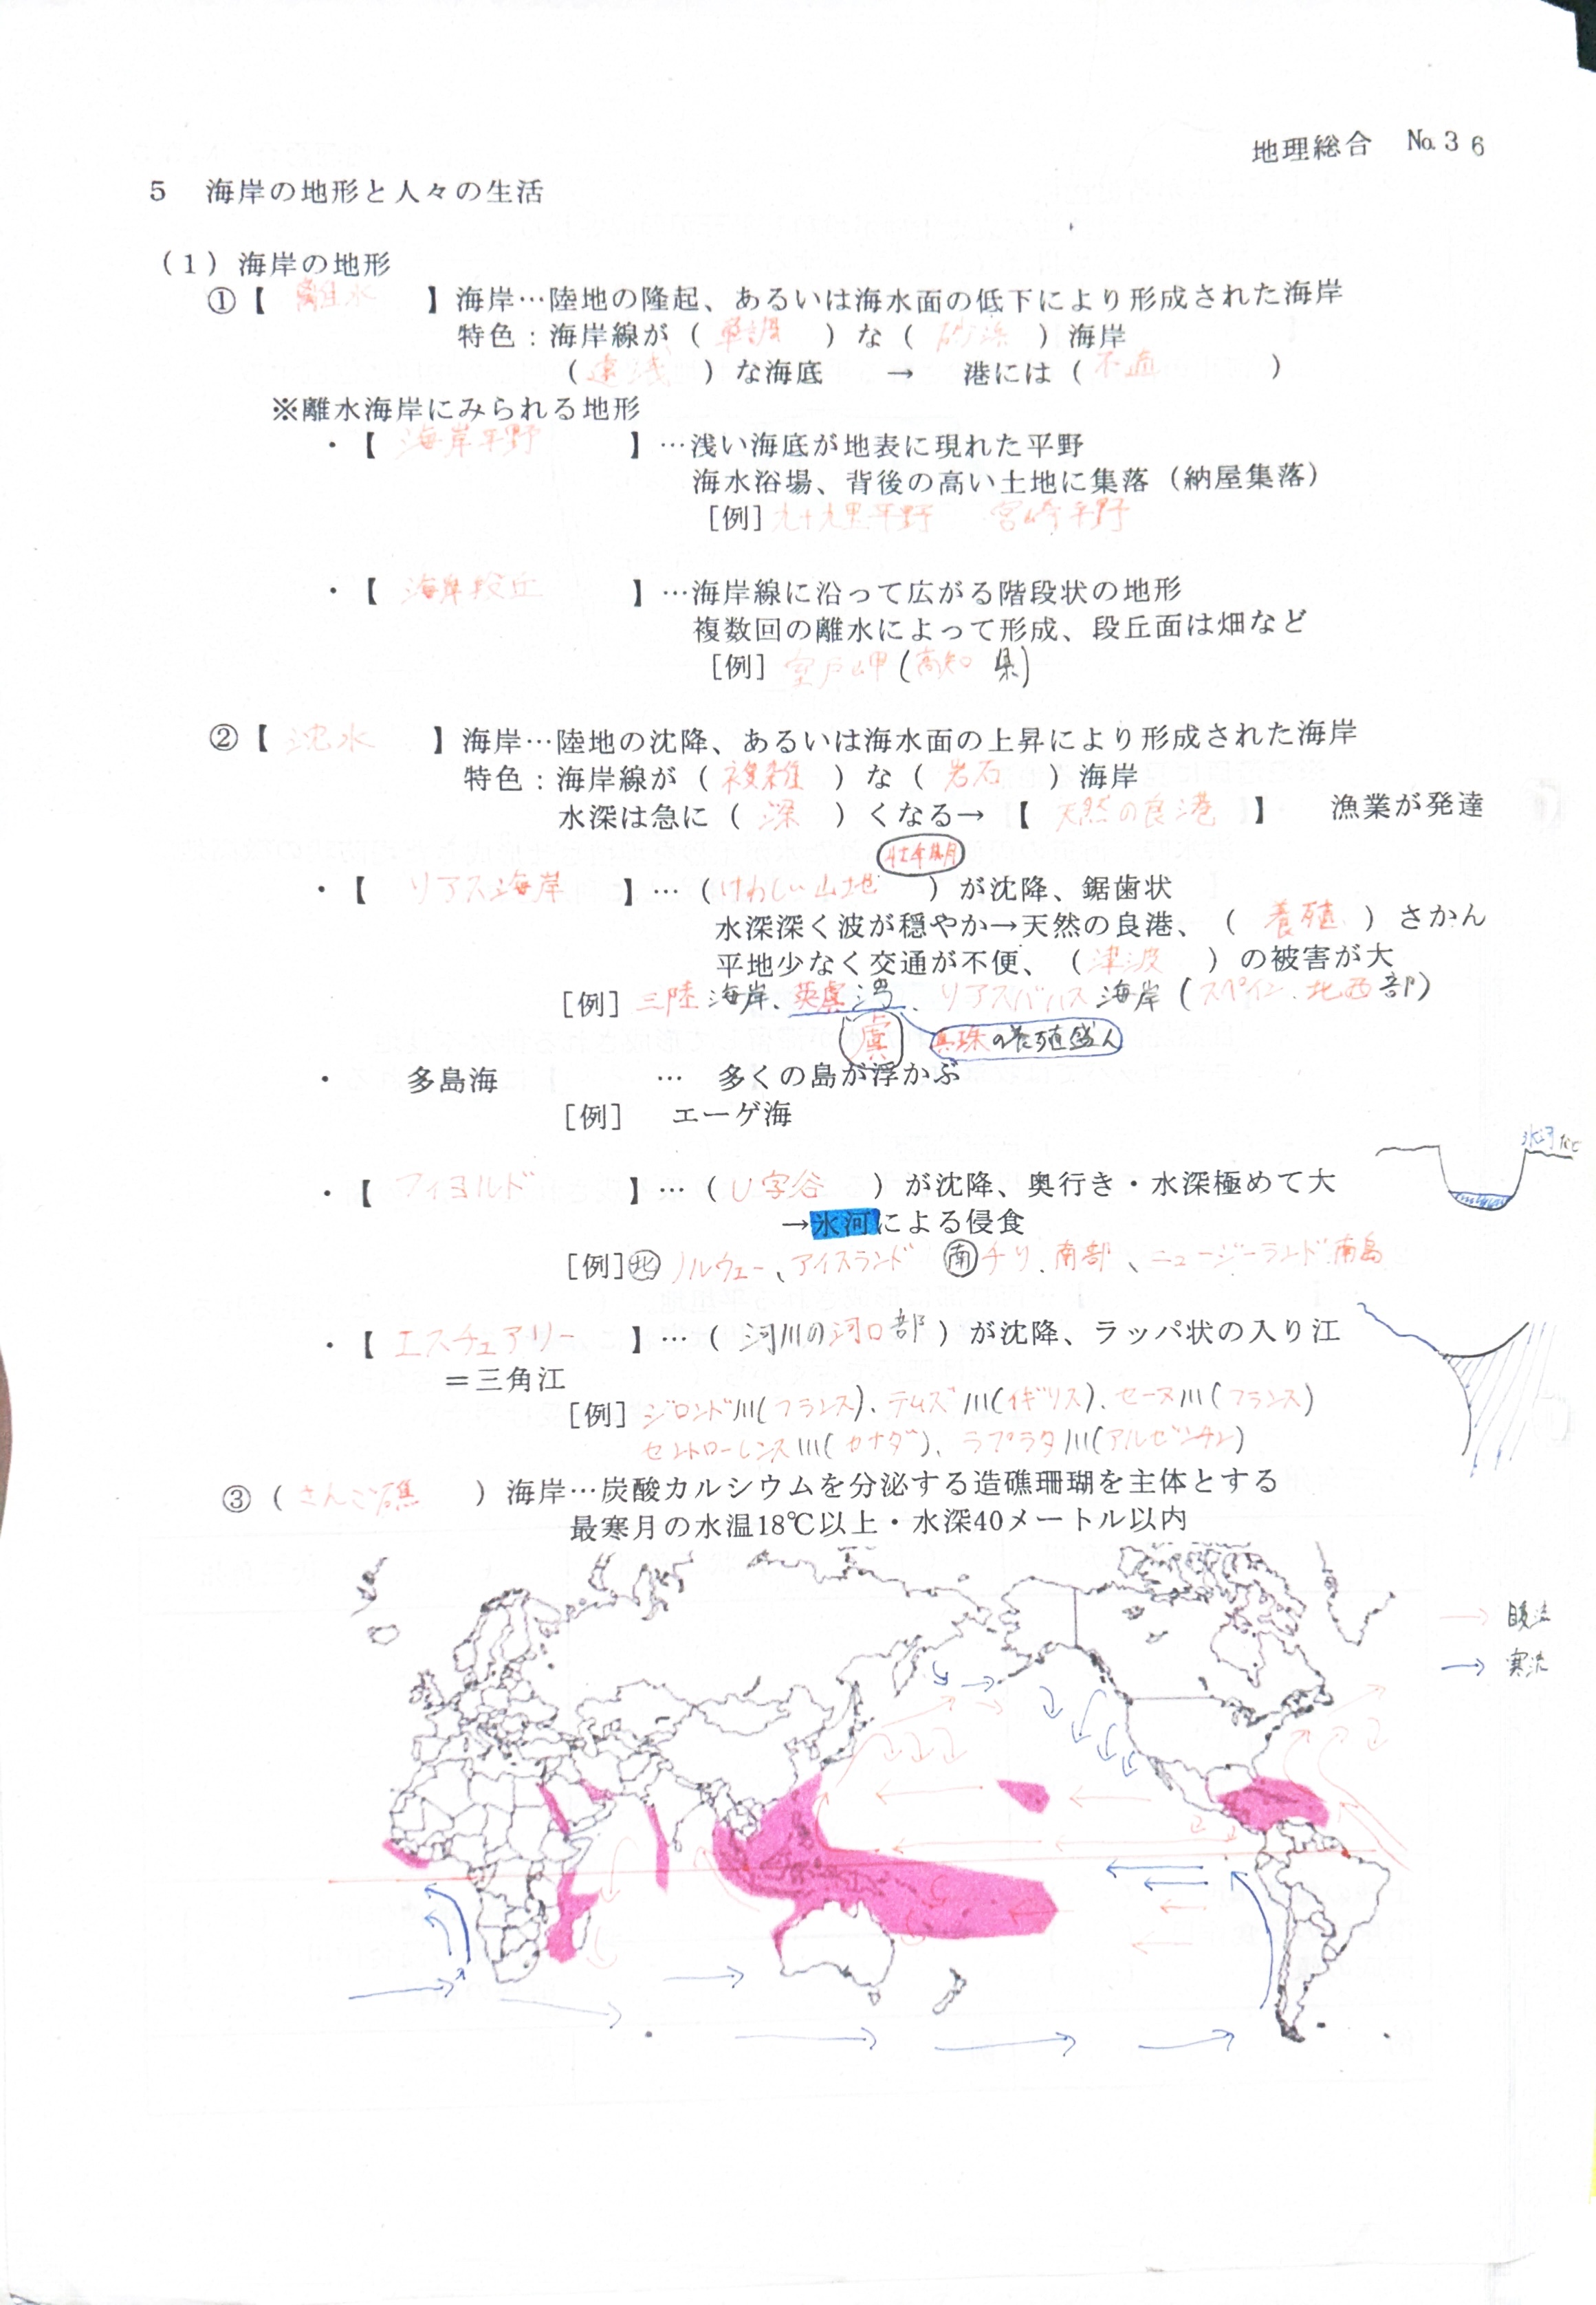 地理総合 №36
5 海岸の地形と人々の生活
(1)海岸の地形
①【 離水 】海岸…陸地の隆起、あるいは海水面の低下により形成された海岸
特色：海岸線が（ 単調 ）な（ 砂浜 ）海岸
（ 遠浅 ）な海底 → 港には（ 不適 ）
※離水海岸にみられる地形
・【 海岸平野 】…浅い海底が地表に現れた平野
海水浴場、背後の高い土地に集落（納屋集落）
［例］九十九里平野 宮崎平野
・【 海岸段丘 】…海岸線に沿って広がる階段状の地形
複数回の離水によって形成、段丘面は畑など
［例］室戸岬(高知県)
②【 沈水 】海岸…陸地の沈降、あるいは海水面の上昇により形成された海岸
特色：海岸線が（ 複雑 ）な（ 岩石 ）海岸
水深は急に（ 深 ）くなる→【 天然の良港 】 漁業が発達
壮年期
・【 リアス海岸 】…（けわしい山地 ）が沈降、鋸歯状
水深深く波が穏やか→天然の良港、（ 養殖 ）さかん
平地少なく交通が不便、（ 津波 ）の被害が大
［例］三陸海岸、英虞湾、リアスバハス海岸(スペイン、北西部)
虞 真珠の養殖盛ん
・ 多島海 … 多くの島が浮かぶ
［例］ エーゲ海
氷河など
・【 フィヨルド 】…（ U字谷 ）が沈降、奥行き・水深極めて大
→氷河による侵食
［例］北 ノルウェー、アイスランド 南 チリ、南部、ニュージーランド南島
・【 エスチュアリー 】…（ 河川の河口部 ）が沈降、ラッパ状の入り江
＝三角江
［例］ジロンド川(フランス)、テムズ川(イギリス)、セーヌ川(フランス)
セントローレンス川(カナダ)、ラプラタ川(アルゼンチン)
③（ さんご礁 ）海岸…炭酸カルシウムを分泌する造礁珊瑚を主体とする
最寒月の水温18℃以上・水深40メートル以内
→ 暖流
→ 寒流